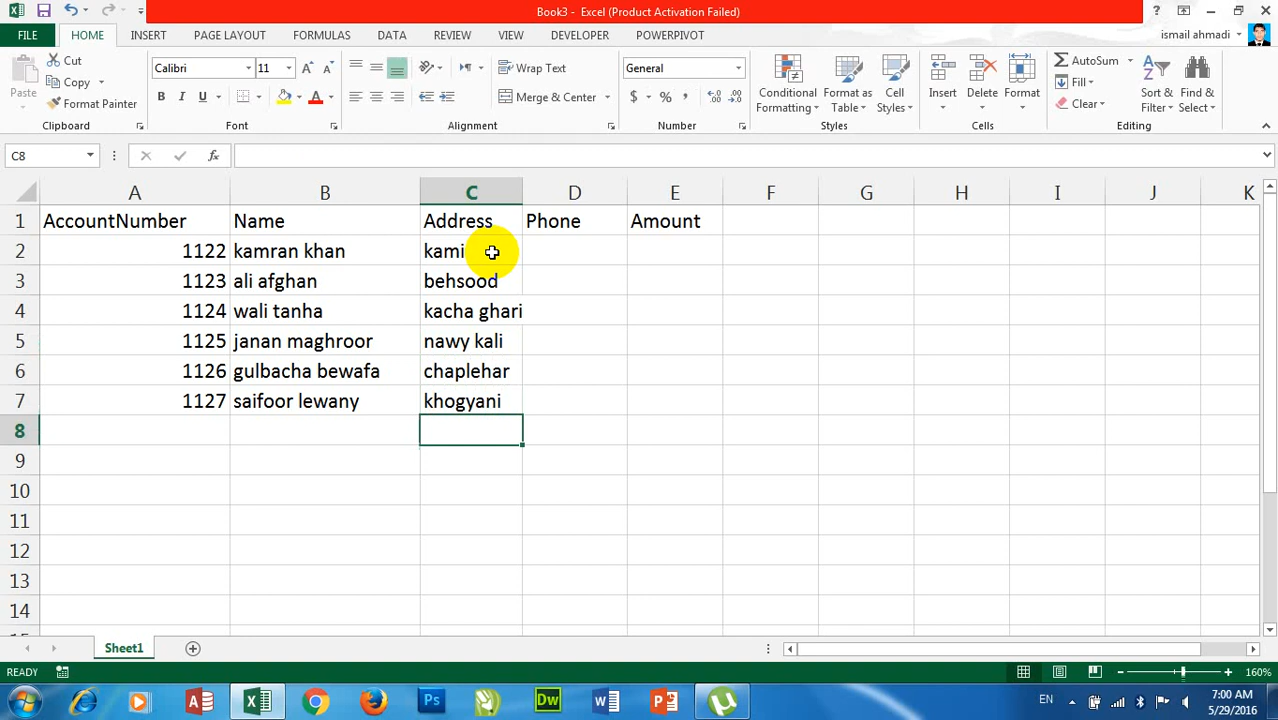 Book3 - Excel (Product Activation Failed)
FILE HOME INSERT PAGE LAYOUT FORMULAS DATA REVIEW VIEW DEVELOPER POWERPIVOT ismail ahmadi
Paste Cut Copy Format Painter
Clipboard
Calibri 11
B I U A
Font
Wrap Text
Merge & Center
Alignment
General
$ % ,
Number
Conditional Formatting Format as Table Cell Styles
Styles
Insert Delete Format
Cells
AutoSum Fill Clear Sort & Filter Find & Select
Editing
C8 fx
A B C D E F G H I J K
1 AccountNumber Name Address Phone Amount
2 1122 kamran khan kami
3 1123 ali afghan behsood
4 1124 wali tanha kacha ghari
5 1125 janan maghroor nawy kali
6 1126 gulbacha bewafa chaplehar
7 1127 saifoor lewany khogyani
8
9
10
11
12
13
14
Sheet1
READY 160%
EN 7:00 AM
5/29/2016